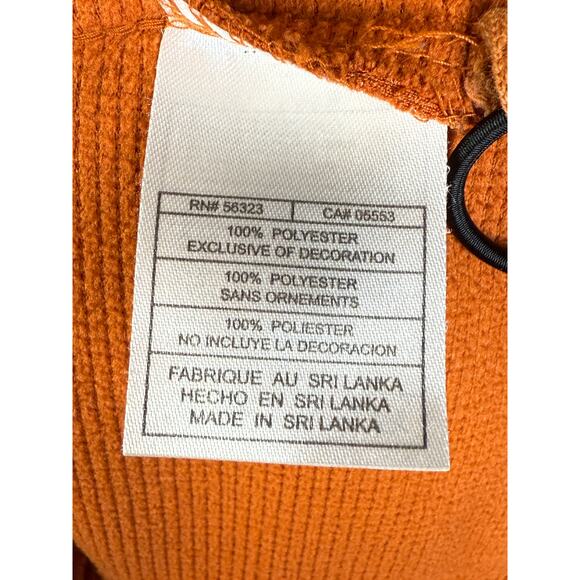 RN# 56323 CA# 05553
100% POLYESTER
EXCLUSIVE OF DECORATION
100% POLYESTER
SANS ORNEMENTS
100% POLIESTER
NO INCLUYE LA DECORACION
FABRIQUE AU SRI LANKA
HECHO EN SRI LANKA
MADE IN SRI LANKA